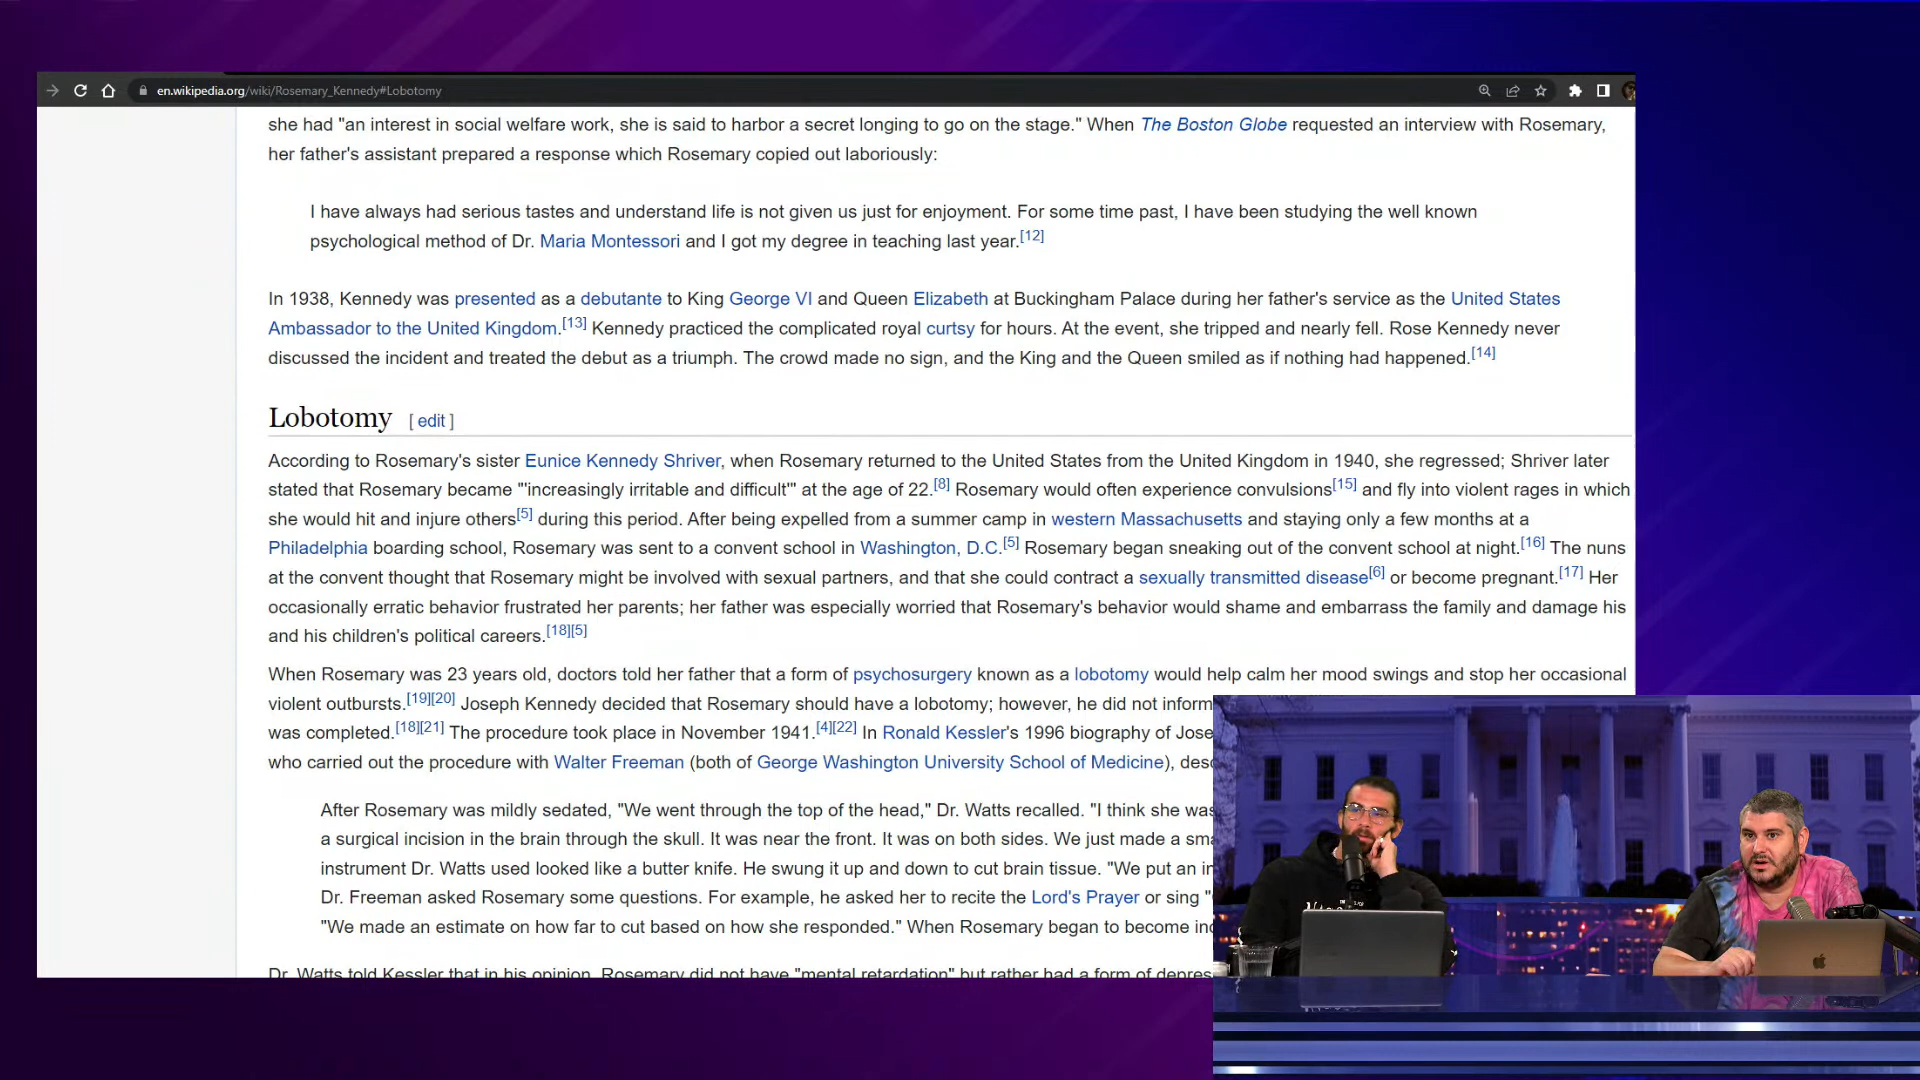 en.wikipedia.org/wiki/Rosemary_Kennedy#Lobotomy
she had "an interest in social welfare work, she is said to harbor a secret longing to go on the stage." When The Boston Globe requested an interview with Rosemary,
her father's assistant prepared a response which Rosemary copied out laboriously:
I have always had serious tastes and understand life is not given us just for enjoyment. For some time past, I have been studying the well known
psychological method of Dr. Maria Montessori and I got my degree in teaching last year.[12]
In 1938, Kennedy was presented as a debutante to King George VI and Queen Elizabeth at Buckingham Palace during her father's service as the United States
Ambassador to the United Kingdom.[13] Kennedy practiced the complicated royal curtsy for hours. At the event, she tripped and nearly fell. Rose Kennedy never
discussed the incident and treated the debut as a triumph. The crowd made no sign, and the King and the Queen smiled as if nothing had happened.[14]
Lobotomy [ edit ]
According to Rosemary's sister Eunice Kennedy Shriver, when Rosemary returned to the United States from the United Kingdom in 1940, she regressed; Shriver later
stated that Rosemary became "'increasingly irritable and difficult'" at the age of 22.[8] Rosemary would often experience convulsions[15] and fly into violent rages in which
she would hit and injure others[5] during this period. After being expelled from a summer camp in western Massachusetts and staying only a few months at a
Philadelphia boarding school, Rosemary was sent to a convent school in Washington, D.C.[5] Rosemary began sneaking out of the convent school at night.[16] The nuns
at the convent thought that Rosemary might be involved with sexual partners, and that she could contract a sexually transmitted disease[6] or become pregnant.[17] Her
occasionally erratic behavior frustrated her parents; her father was especially worried that Rosemary's behavior would shame and embarrass the family and damage his
and his children's political careers.[18][5]
When Rosemary was 23 years old, doctors told her father that a form of psychosurgery known as a lobotomy would help calm her mood swings and stop her occasional
violent outbursts.[19][20] Joseph Kennedy decided that Rosemary should have a lobotomy; however, he did not inform
was completed.[18][21] The procedure took place in November 1941.[4][22] In Ronald Kessler's 1996 biography of Jose
who carried out the procedure with Walter Freeman (both of George Washington University School of Medicine), desc
After Rosemary was mildly sedated, "We went through the top of the head," Dr. Watts recalled. "I think she was
a surgical incision in the brain through the skull. It was near the front. It was on both sides. We just made a sma
instrument Dr. Watts used looked like a butter knife. He swung it up and down to cut brain tissue. "We put an in
Dr. Freeman asked Rosemary some questions. For example, he asked her to recite the Lord's Prayer or sing "
"We made an estimate on how far to cut based on how she responded." When Rosemary began to become inc
Dr. Watts told Kessler that in his opinion, Rosemary did not have "mental retardation" but rather had a form of depres